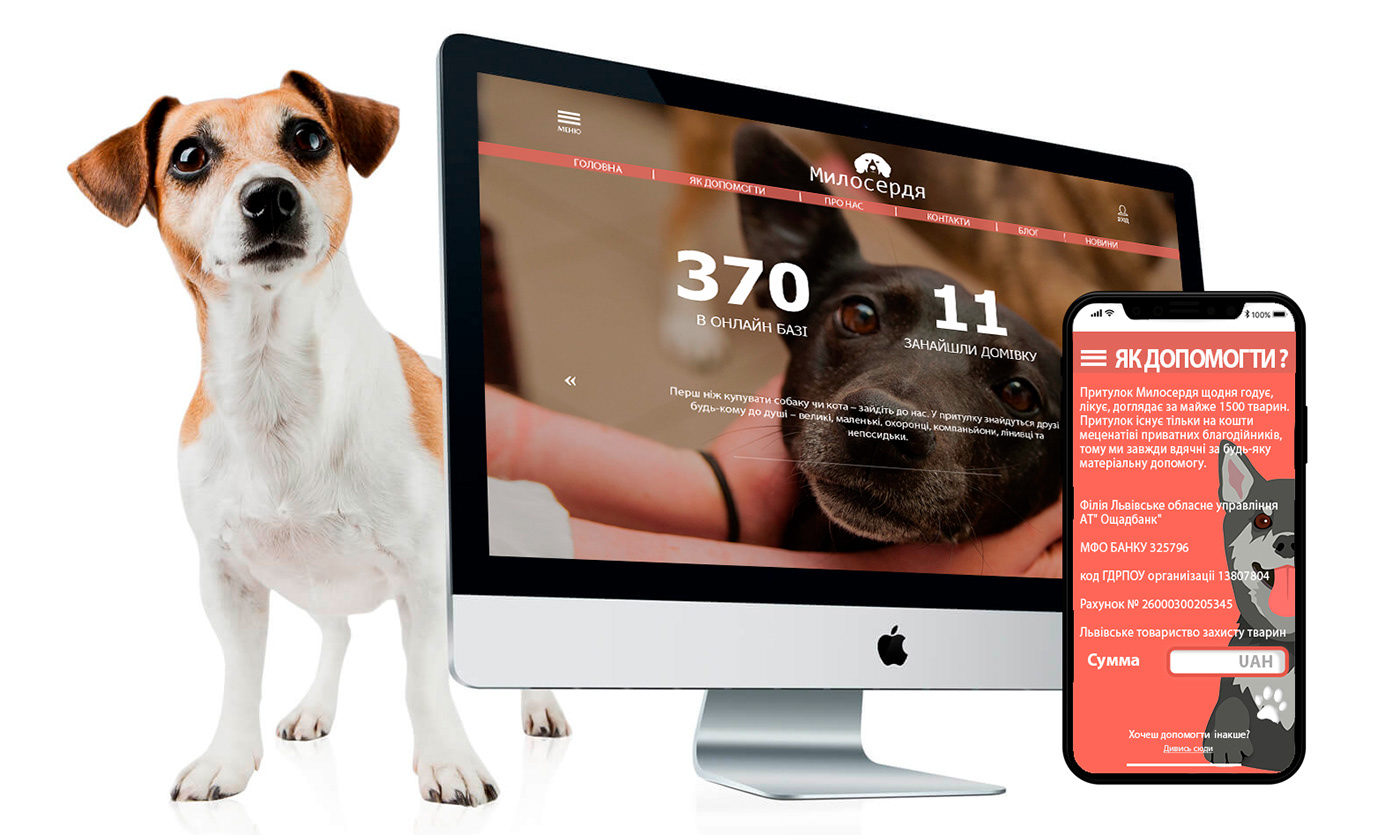 МЕНЮ
Милосердя
ВХІД
ГОЛОВНА
ЯК ДОПОМОГТИ
ПРО НАС
КОНТАКТИ
БЛОГ
НОВИНИ
370
В ОНЛАЙН БАЗІ
11
ЗАНАЙШЛИ ДОМІВКУ
«
Перш ніж купувати собаку чи кота – зайдіть до нас. У притулку знайдуться друзі
будь-кому до душі – великі, маленькі, охоронці, компаньйони, лінивці та
непосидьки.
100%
ЯК ДОПОМОГТИ ?
Притулок Милосердя щодня годує,
лікує, доглядає за майже 1500 тварин.
Притулок існує тільки на кошти
меценатіві приватних благодійників,
тому ми завжди вдячні за будь-яку
матеріальну допомогу.
Філія Львівське обласне управління
АТ" Ощадбанк"
МФО БАНКУ 325796
код ГДРПОУ органиізації 13807804
Рахунок № 26000300205345
Львівське товариство захисту тварин
Сумма
UAH
Хочеш допомогти інакше?
Дивись сюди